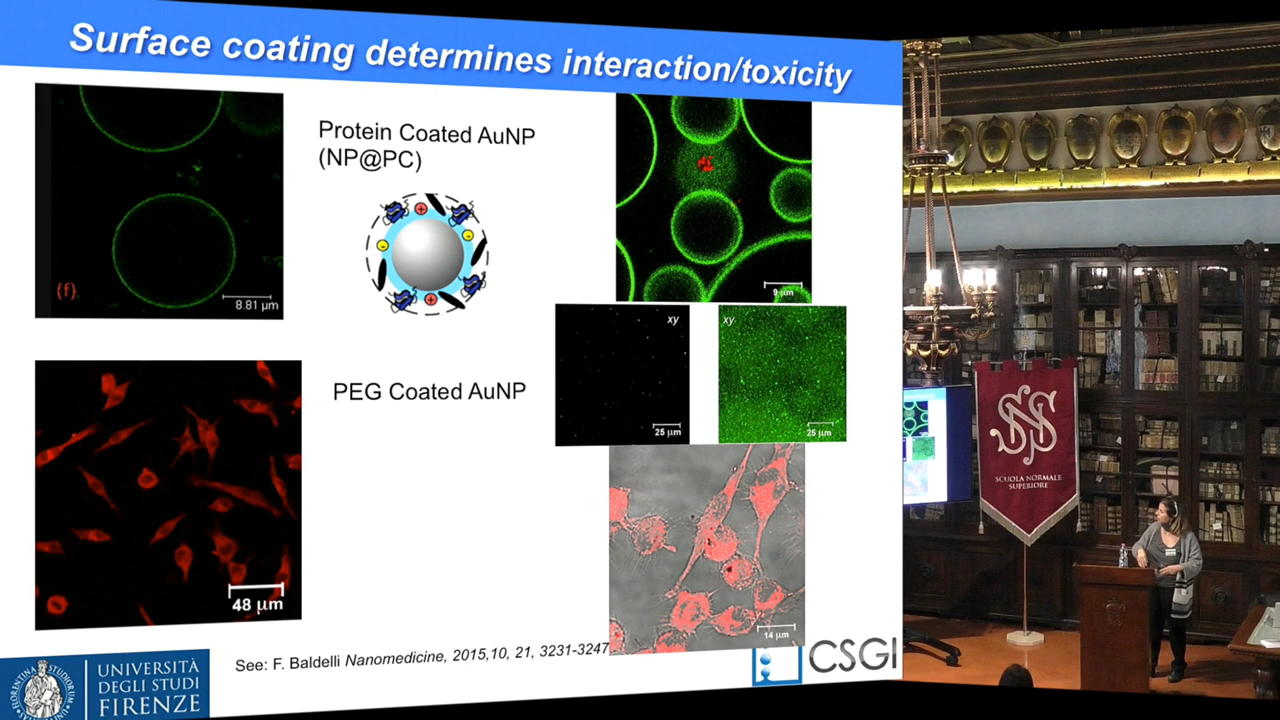 Surface coating determines interaction/toxicity
Protein Coated AuNP
(NP@PC)
+
-
-
+
(f)
8.81 µm
9 µm
xy
25 µm
xy
25 µm
PEG Coated AuNP
48 µm
14 µm
See: F. Baldelli Nanomedicine, 2015,10, 21, 3231-3247
UNIVERSITÀ
DEGLI STUDI
FIRENZE
CSGI
SNS
SCUOLA NORMALE
SUPERIORE